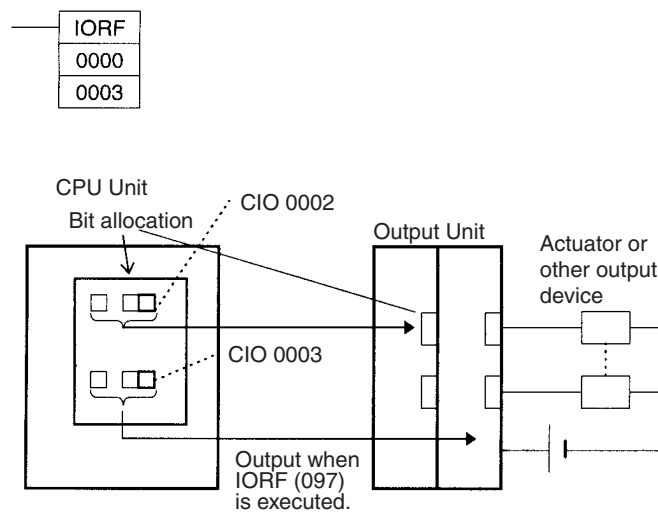 IORF
0000
0003
CPU Unit
Bit allocation
CIO 0002
Output Unit
Actuator or
other output
device
CIO 0003
Output when
IORF (097)
is executed.